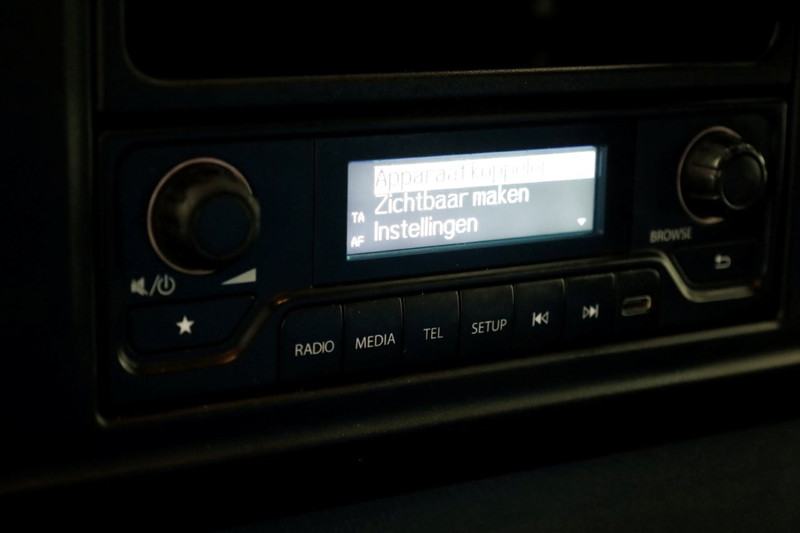 Apparaat koppelen
Zichtbaar maken
TA
Instellingen
AF
BROWSE
RADIO
MEDIA
TEL
SETUP